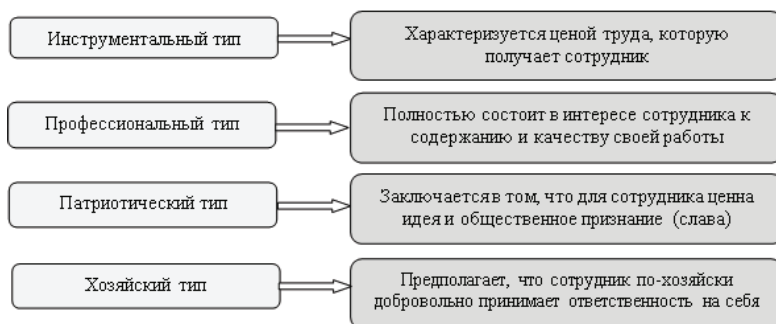 Инструментальный тип
Характеризуется ценой труда, которую
получает сотрудник
Профессиональный тип
Полностью состоит в интересе сотрудника к
содержанию и качеству своей работы
Патриотический тип
Заключается в том, что для сотрудника ценна
идея и общественное признание (слава)
Хозяйский тип
Предполагает, что сотрудник по-хозяйски
добровольно принимает ответственность на себя